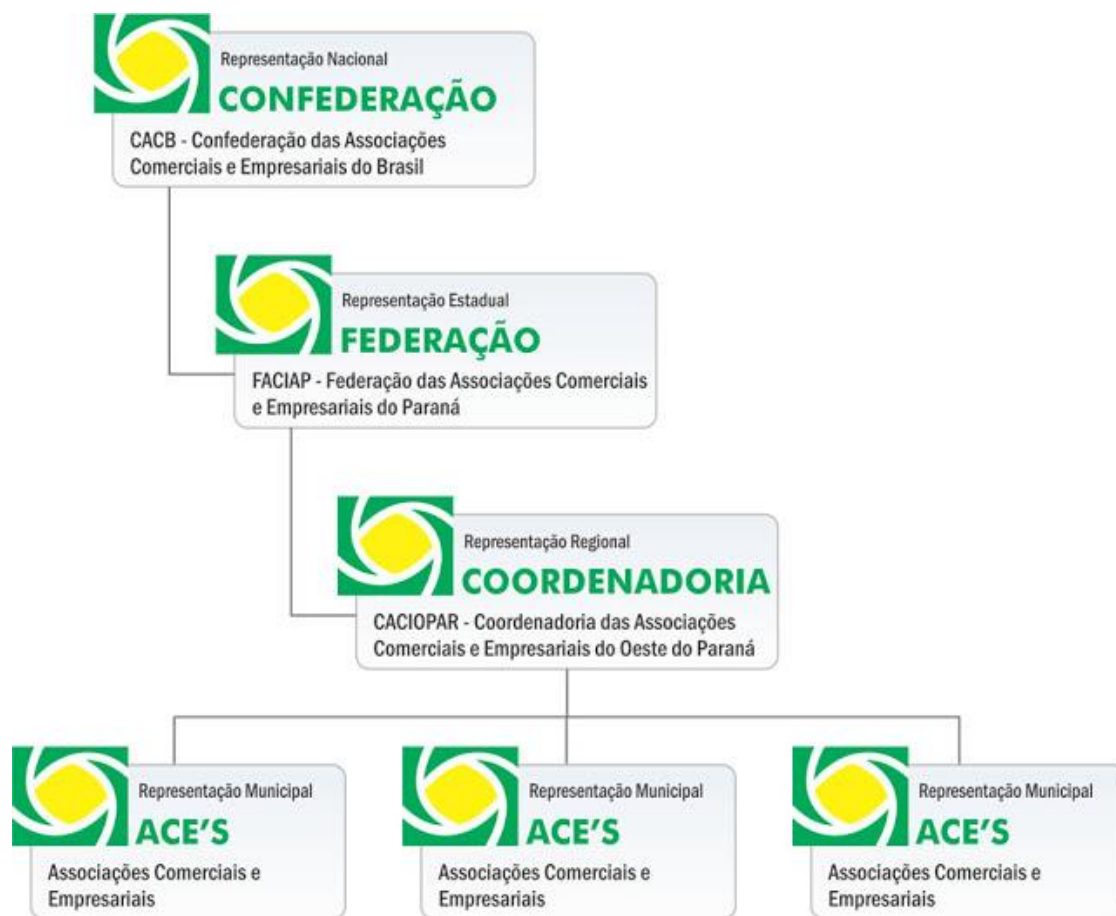 Representação Nacional
CONFEDERAÇÃO
CACB - Confederação das Associações
Comerciais e Empresariais do Brasil
Representação Estadual
FEDERAÇÃO
FACIAP - Federação das Associações Comerciais
e Empresariais do Paraná
Representação Regional
COORDENADORIA
CACIOPAR - Coordenadoria das Associações
Comerciais e Empresariais do Oeste do Paraná
Representação Municipal
ACE'S
Associações Comerciais e
Empresariais
Representação Municipal
ACE'S
Associações Comerciais e
Empresariais
Representação Municipal
ACE'S
Associações Comerciais e
Empresariais